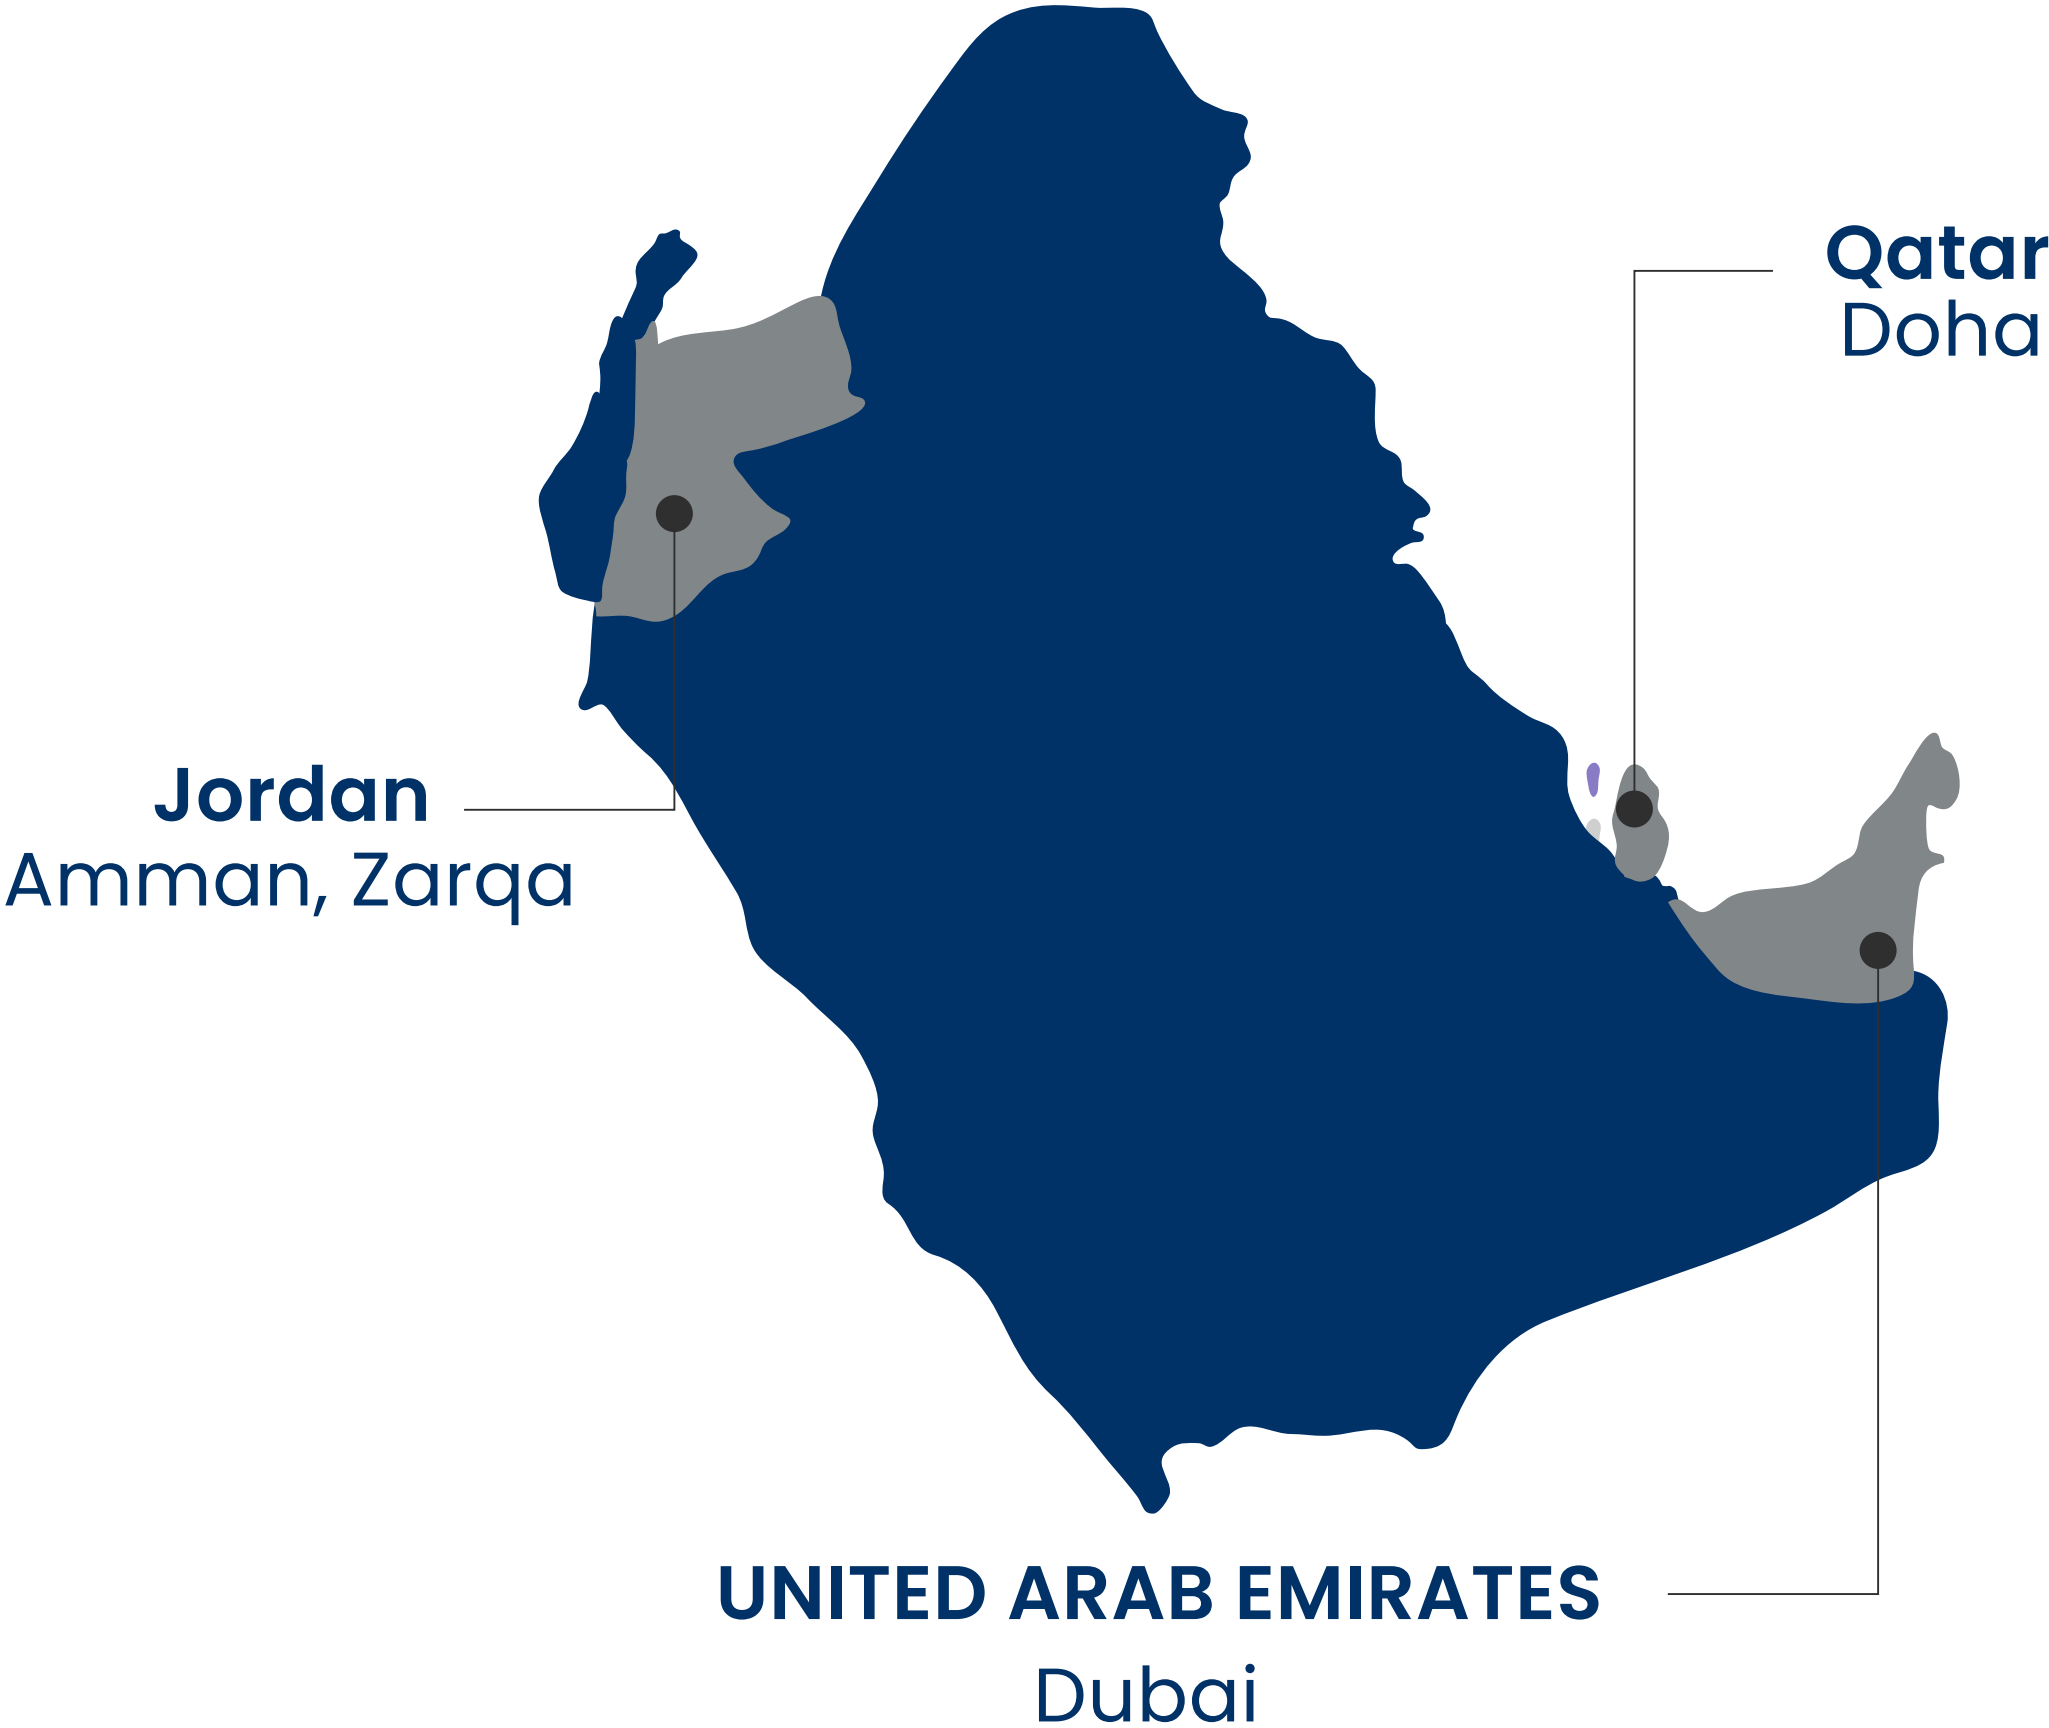 Qatar
Doha
Jordan
Amman, Zarqa
UNITED ARAB EMIRATES
Dubai